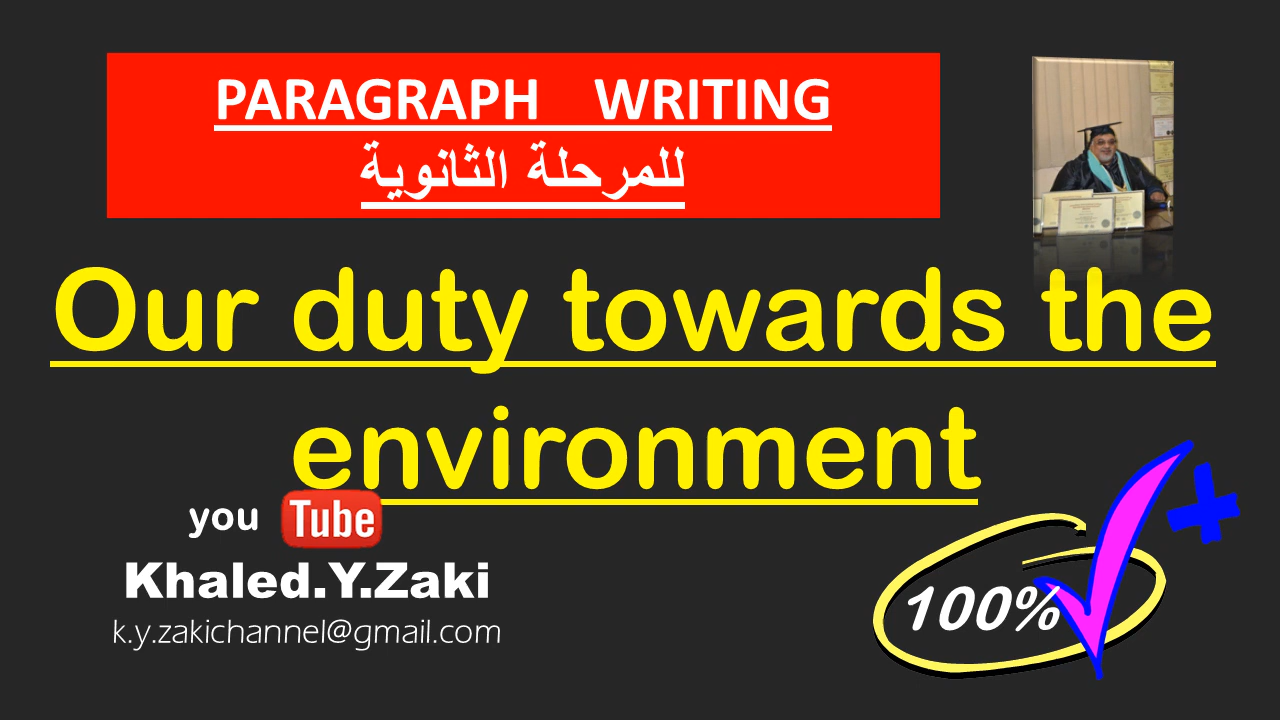 PARAGRAPH WRITING
للمرحلة الثانوية
Our duty towards the
environment
you Tube
Khaled.Y.Zaki
k.y.zakichannel@gmail.com
100%